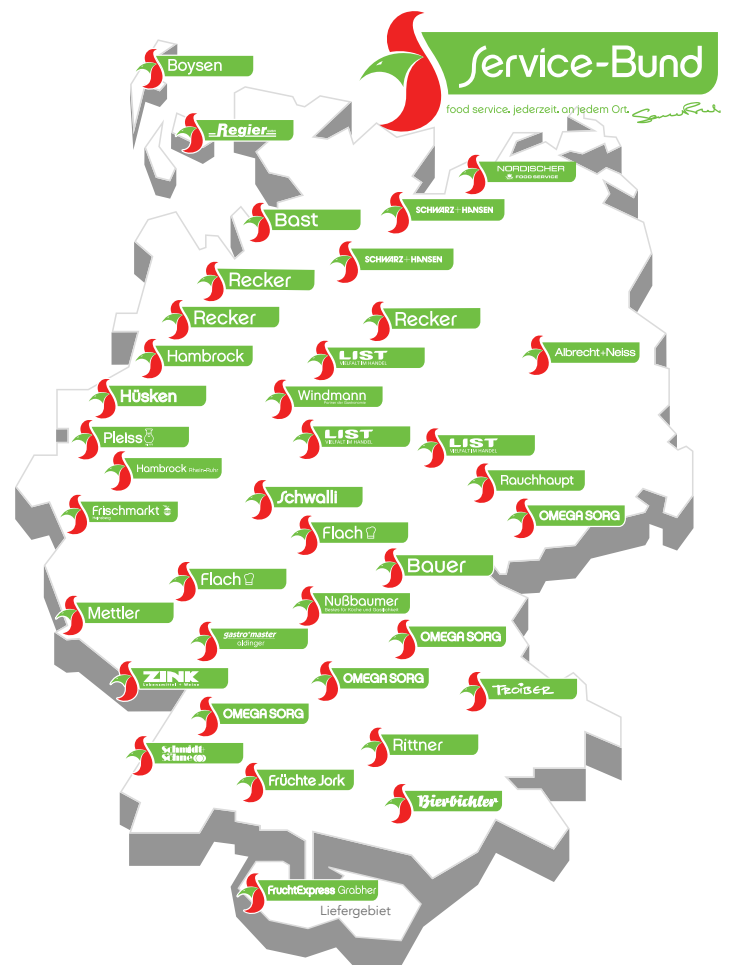 Service-Bund
food service. jederzeit. an jedem Ort.
Boysen
Regier
NORDISCHER
FOOD SERVICE
SCHWARZ+HANSEN
Bast
SCHWARZ+HANSEN
Recker
Recker
Recker
Hambrock
LIST
VIELFALT IM HANDEL
Albrecht+Neiss
Hüsken
Windmann
Pleiss
LIST
VIELFALT IM HANDEL
LIST
VIELFALT IM HANDEL
Hambrock Rhein-Ruhr
Rauchhaupt
Schwalli
Frischmarkt
OMEGA SORG
Flach
Bauer
Flach
Nußbaumer
Mettler
gastro'master
aldinger
OMEGA SORG
ZINK
Lebensmittel + Weine
OMEGA SORG
TROIBER
OMEGA SORG
Schmidt
Söhne
Rittner
Früchte Jork
Bierbichler
FruchtExpress Grabher
Liefergebiet